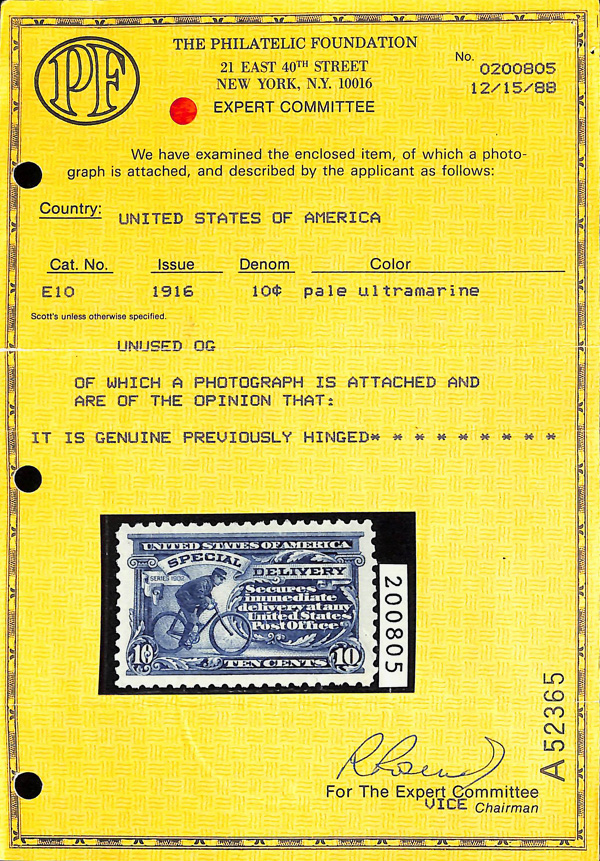 PF
THE PHILATELIC FOUNDATION
21 EAST 40TH STREET
NEW YORK, N.Y. 10016
EXPERT COMMITTEE
No. 0200805
12/15/88
We have examined the enclosed item, of which a photo-
graph is attached, and described by the applicant as follows:
Country: UNITED STATES OF AMERICA
Cat. No. Issue Denom Color
E10 1916 10¢ pale ultramarine
Scott's unless otherwise specified.
UNUSED OG
OF WHICH A PHOTOGRAPH IS ATTACHED AND
ARE OF THE OPINION THAT:
IT IS GENUINE PREVIOUSLY HINGED* * * * * * * * * *
UNITED STATES OF AMERICA
SPECIAL
DELIVERY
SERIES 1902
Secures
immediate
delivery at any
United States
Post Office
10 TEN CENTS 10
200805
A 52365
For The Expert Committee
VICE Chairman